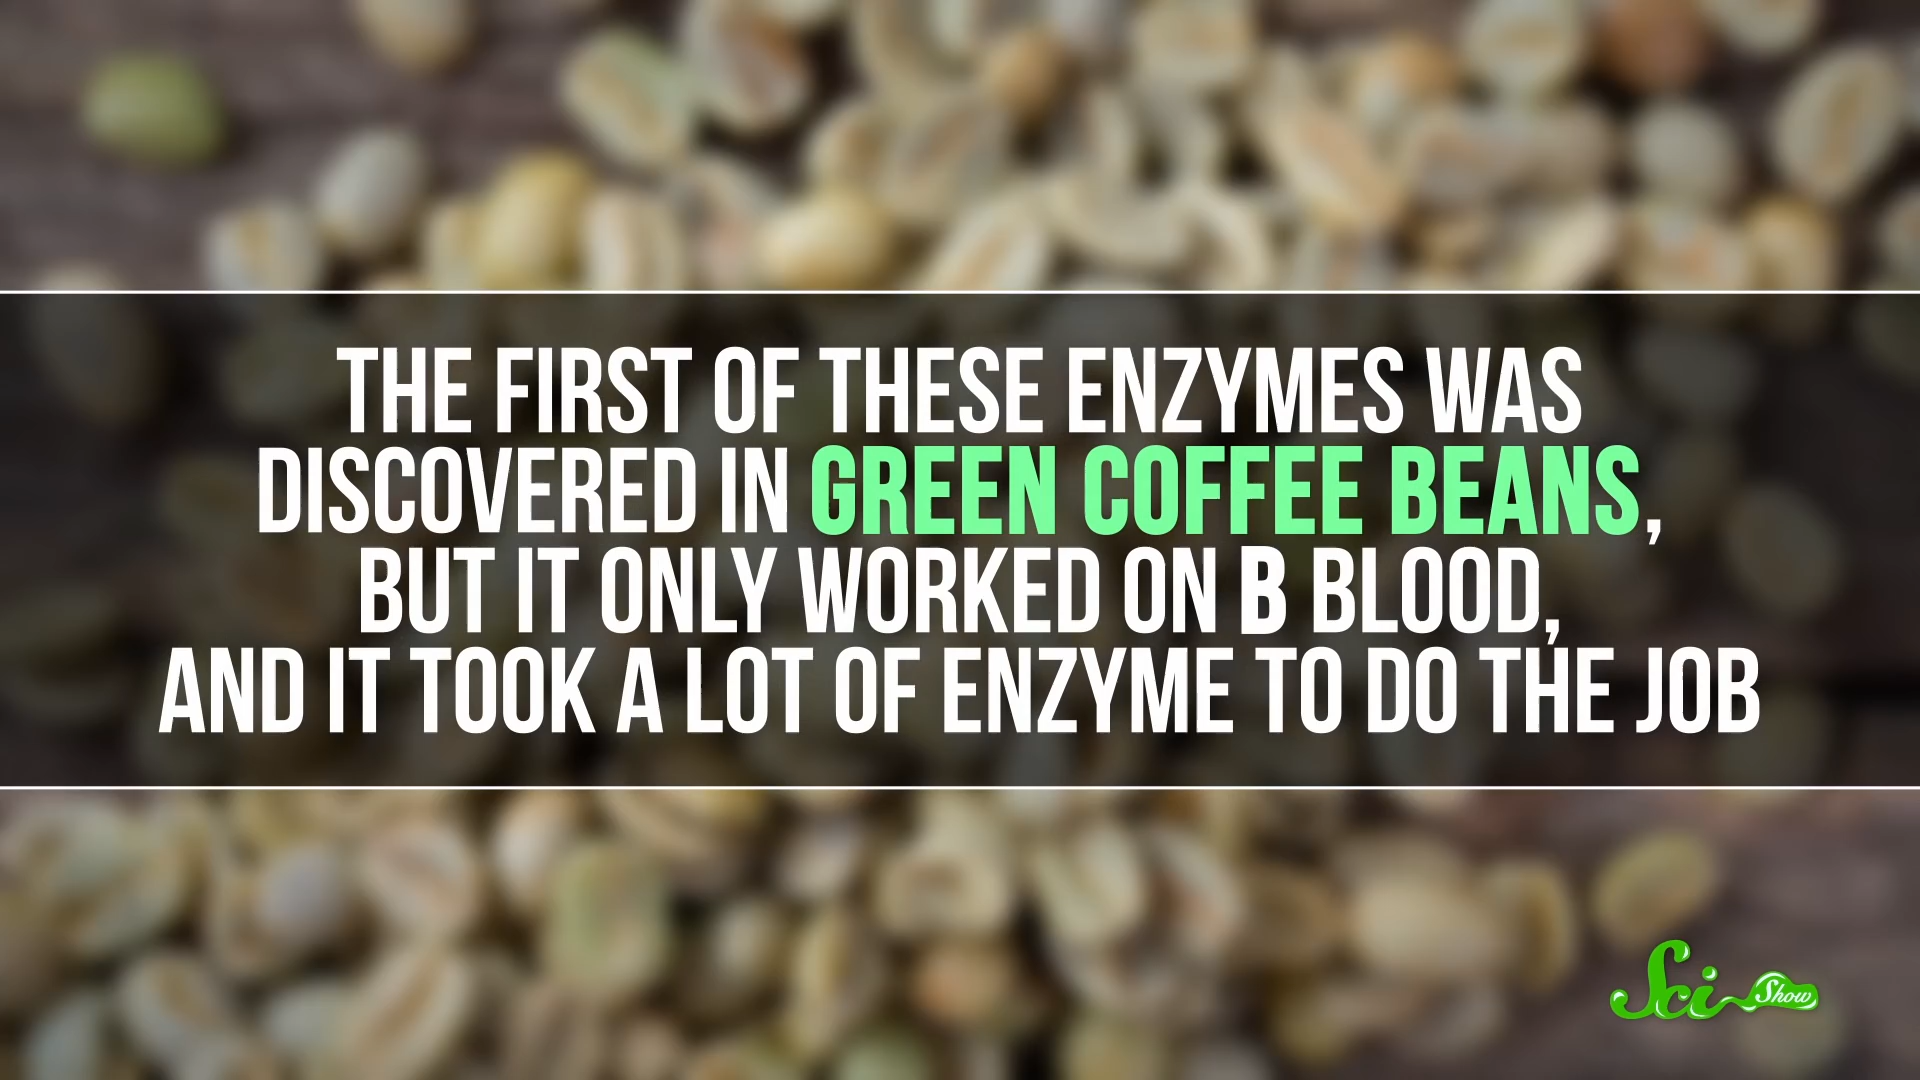 THE FIRST OF THESE ENZYMES WAS
DISCOVERED IN GREEN COFFEE BEANS,
BUT IT ONLY WORKED ON B BLOOD,
AND IT TOOK A LOT OF ENZYME TO DO THE JOB
Sci Show